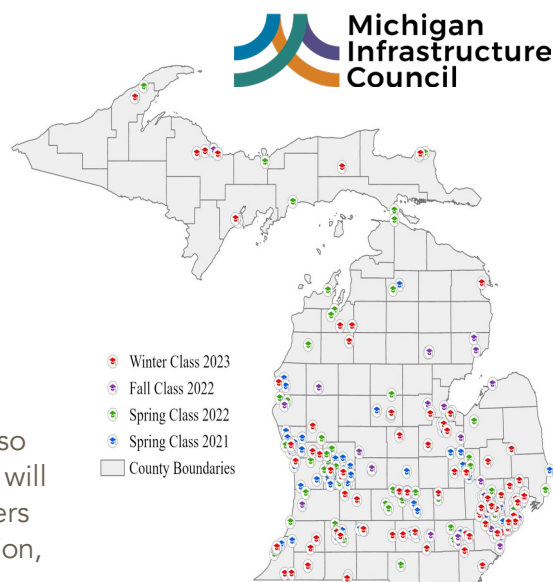 Michigan
Infrastructure
Council
Winter Class 2023
Fall Class 2022
Spring Class 2022
Spring Class 2021
County Boundaries
so
will
ers
on,